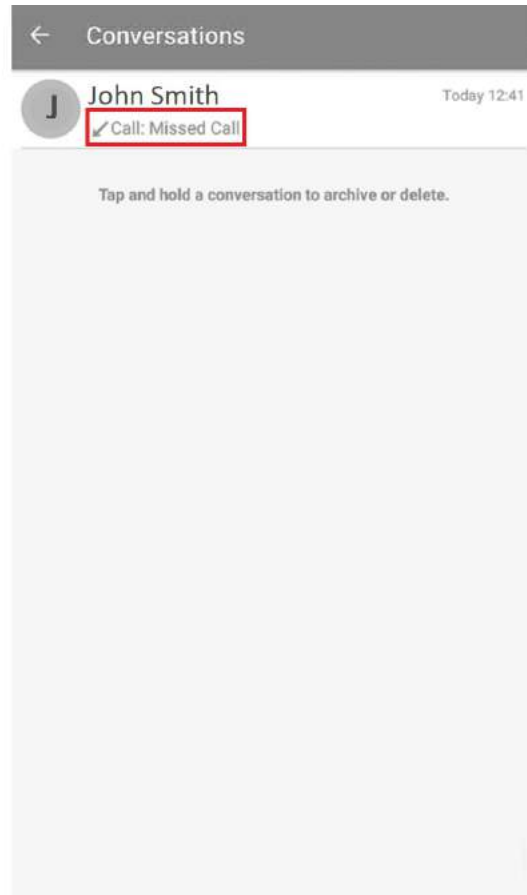 Conversations
J
John Smith
Today 12:41
Call: Missed Call
Tap and hold a conversation to archive or delete.